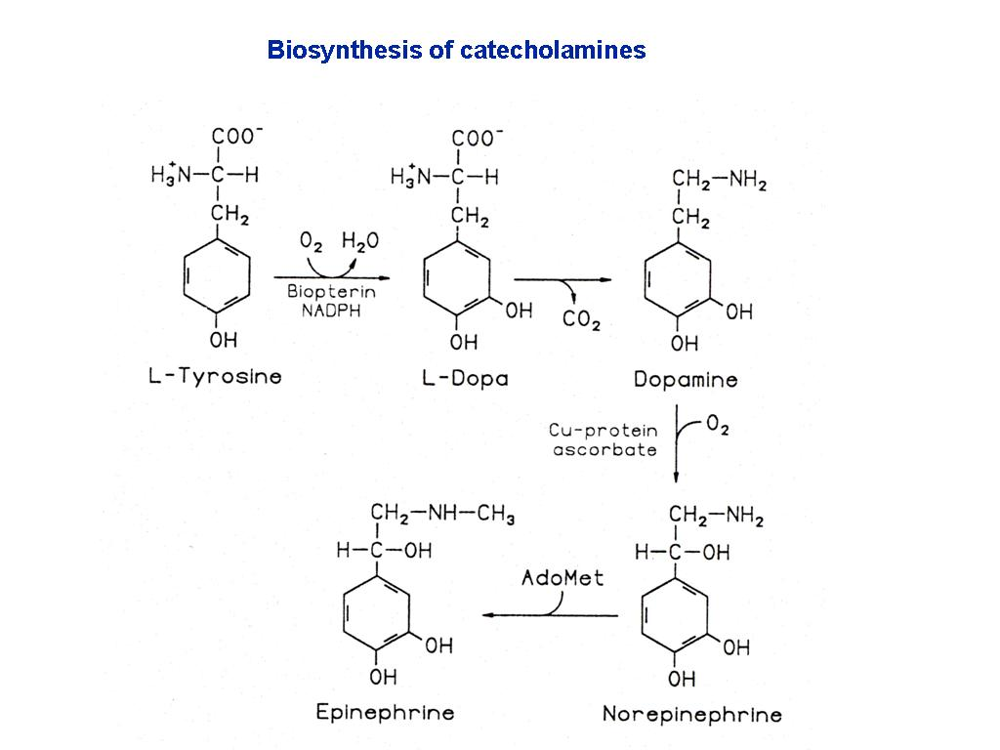 Biosynthesis of catecholamines
COO⁻
H₃⁺N–C–H
CH₂
OH
L-Tyrosine
O₂ H₂O
Biopterin
NADPH
COO⁻
H₃⁺N–C–H
CH₂
OH
OH
L-Dopa
CO₂
CH₂–NH₂
CH₂
OH
OH
Dopamine
Cu-protein
ascorbate
O₂
CH₂–NH₂
H–C–OH
OH
OH
Norepinephrine
AdoMet
CH₂–NH–CH₃
H–C–OH
OH
OH
Epinephrine